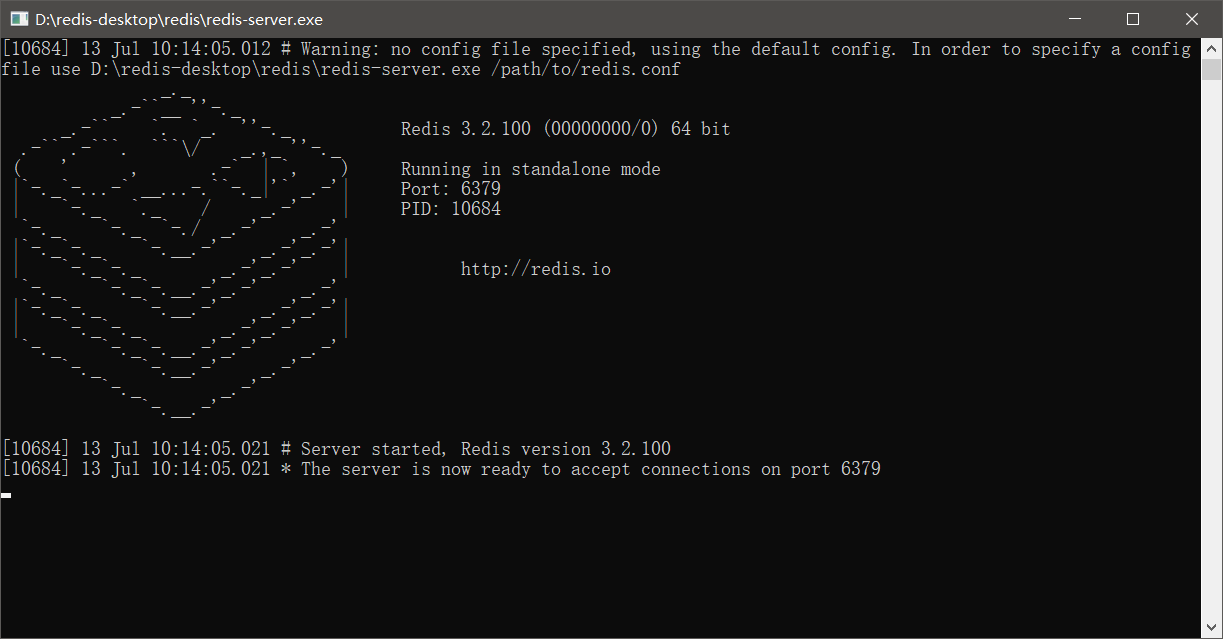 D:\redis-desktop\redis\redis-server.exe
[10684] 13 Jul 10:14:05.012 # Warning: no config file specified, using the default config. In order to specify a config
file use D:\redis-desktop\redis\redis-server.exe /path/to/redis.conf
Redis 3.2.100 (00000000/0) 64 bit
Running in standalone mode
Port: 6379
PID: 10684
http://redis.io
[10684] 13 Jul 10:14:05.021 # Server started, Redis version 3.2.100
[10684] 13 Jul 10:14:05.021 * The server is now ready to accept connections on port 6379